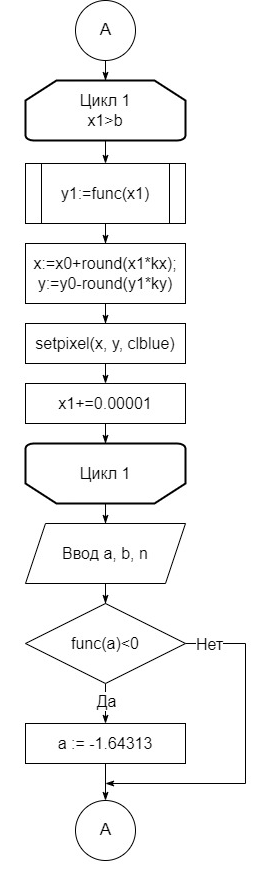 A
Цикл 1
x1>b
y1:=func(x1)
x:=x0+round(x1*kx);
y:=y0-round(y1*ky)
setpixel(x, y, clblue)
x1+=0.00001
Цикл 1
Ввод a, b, n
func(a)<0
Нет
Да
a := -1.64313
A